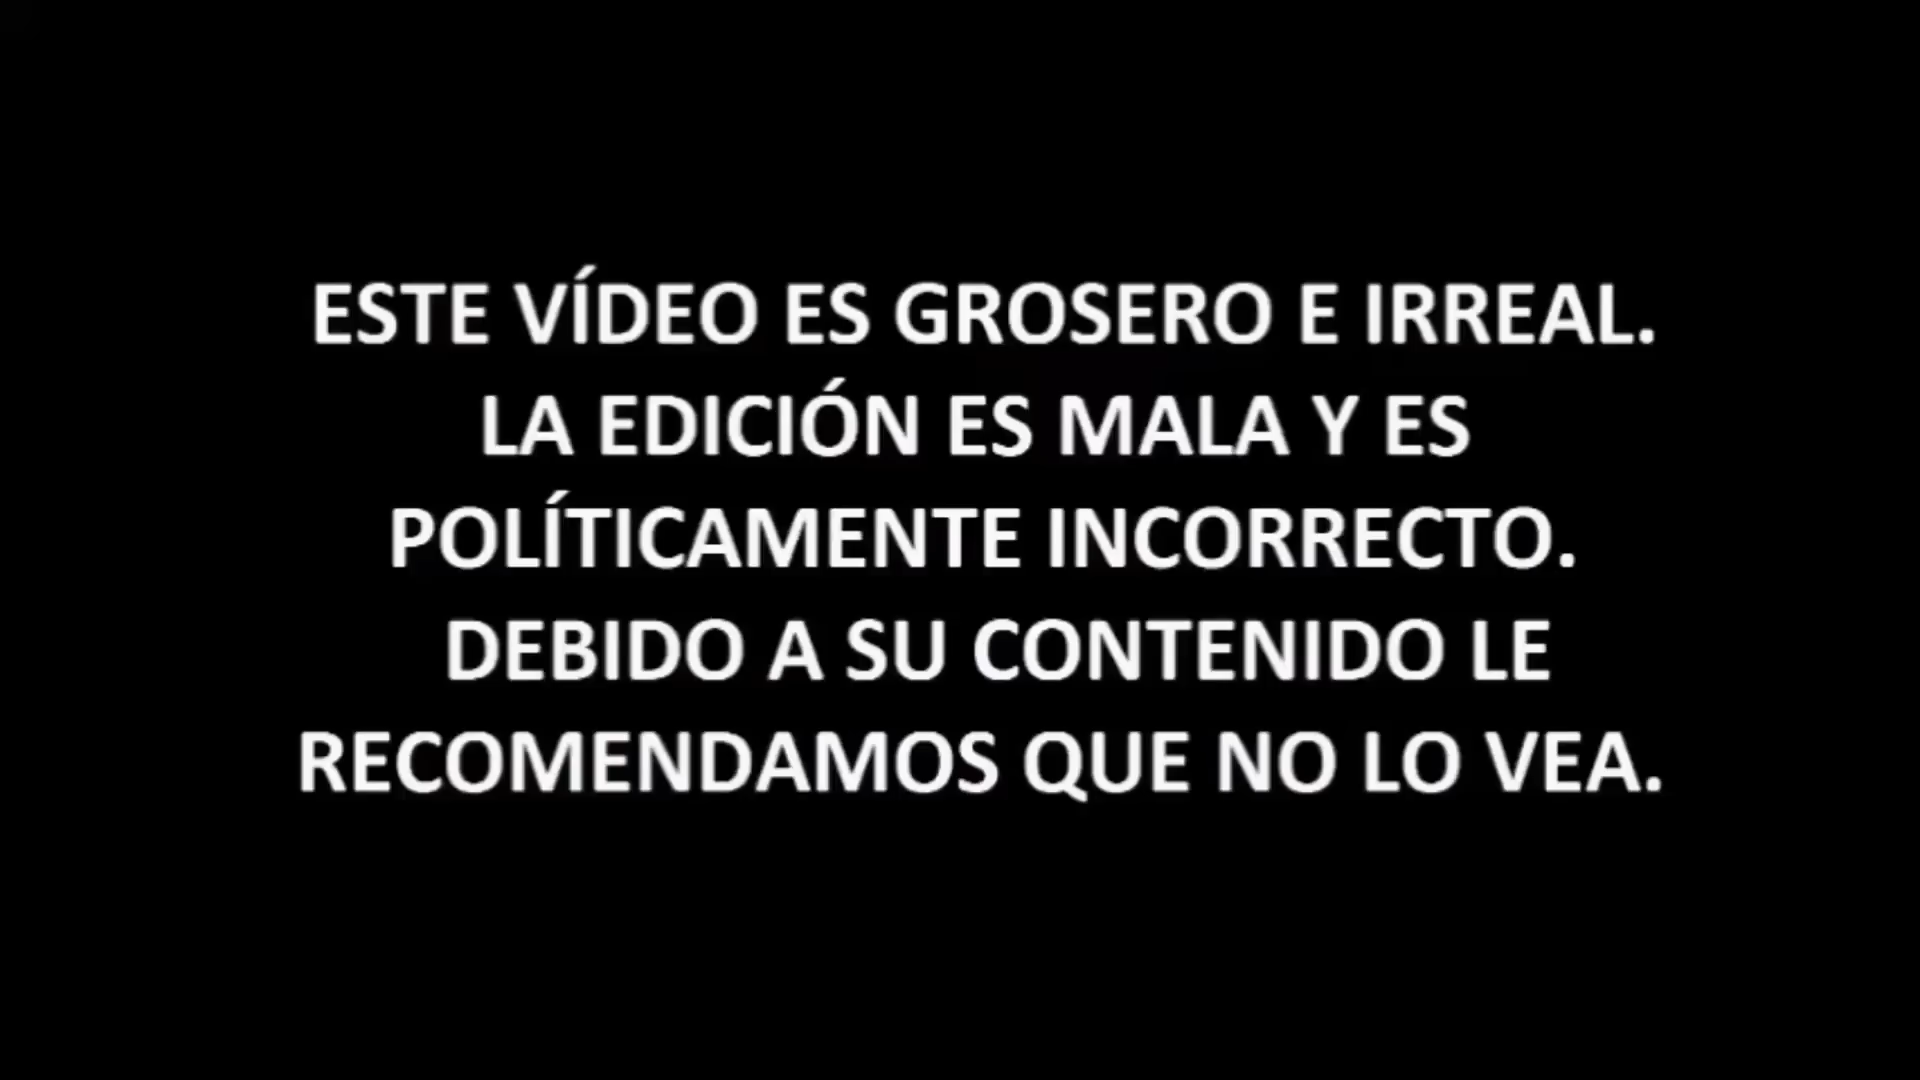 ESTE VÍDEO ES GROSERO E IRREAL.
LA EDICIÓN ES MALA Y ES
POLÍTICAMENTE INCORRECTO.
DEBIDO A SU CONTENIDO LE
RECOMENDAMOS QUE NO LO VEA.